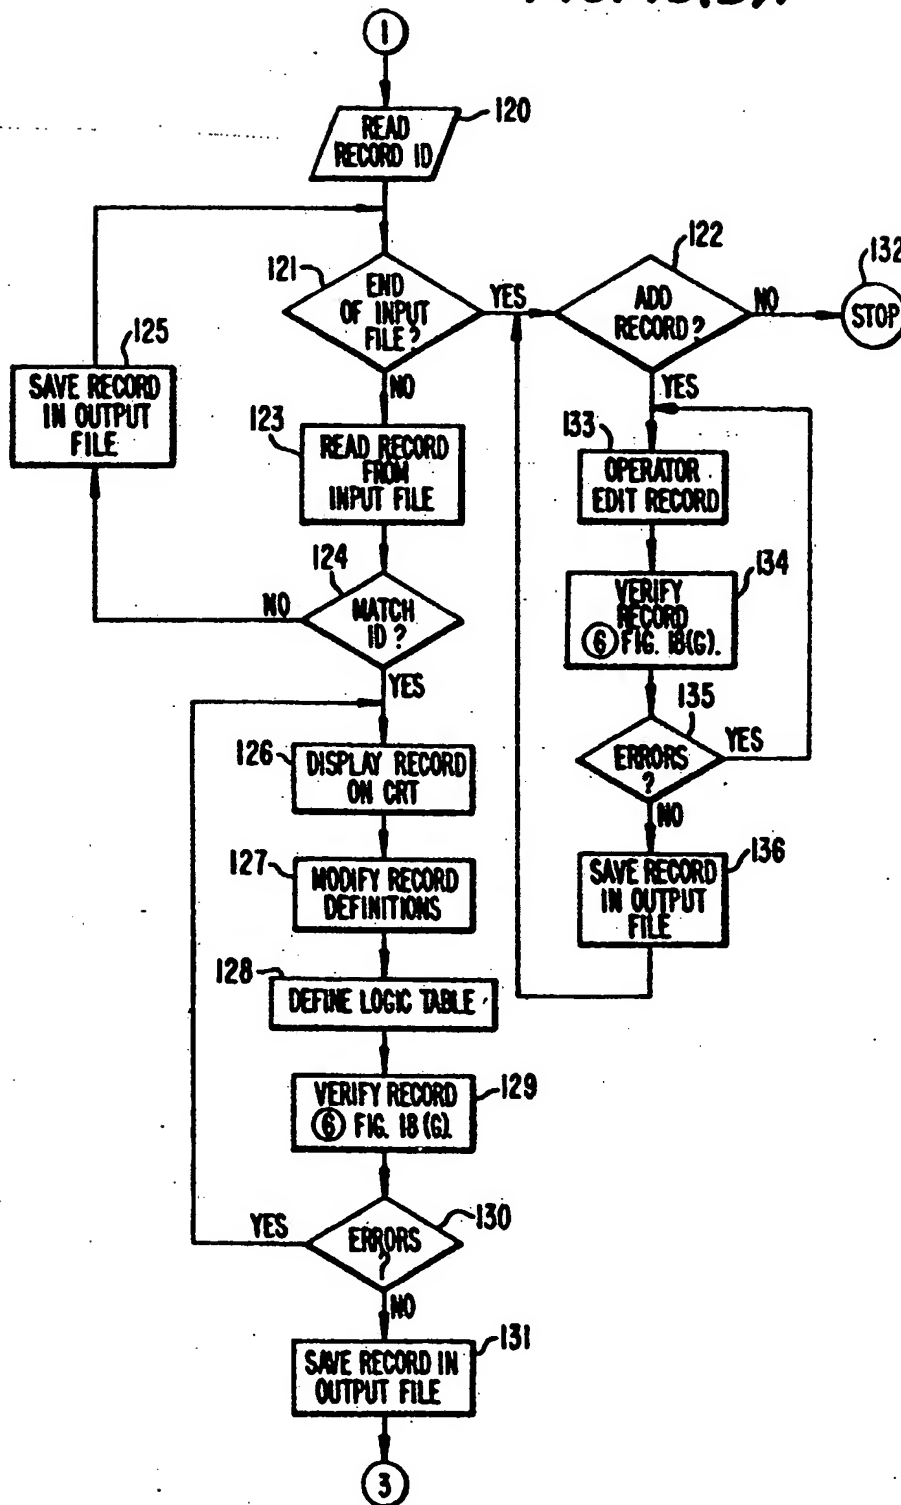 1
120
READ
RECORD ID
121
END
OF INPUT
FILE?
YES
NO
122
ADD
RECORD?
NO
YES
132
STOP
125
SAVE RECORD
IN OUTPUT
FILE
123
READ RECORD
FROM
INPUT FILE
124
MATCH
ID?
NO
YES
133
OPERATOR
EDIT RECORD
134
VERIFY
RECORD
6 FIG. 18(G).
135
ERRORS
?
YES
NO
136
SAVE RECORD
IN OUTPUT
FILE
126
DISPLAY RECORD
ON CRT
127
MODIFY RECORD
DEFINITIONS
128
DEFINE LOGIC TABLE
129
VERIFY RECORD
6 FIG. 18(G).
130
ERRORS
?
YES
NO
131
SAVE RECORD IN
OUTPUT FILE
3